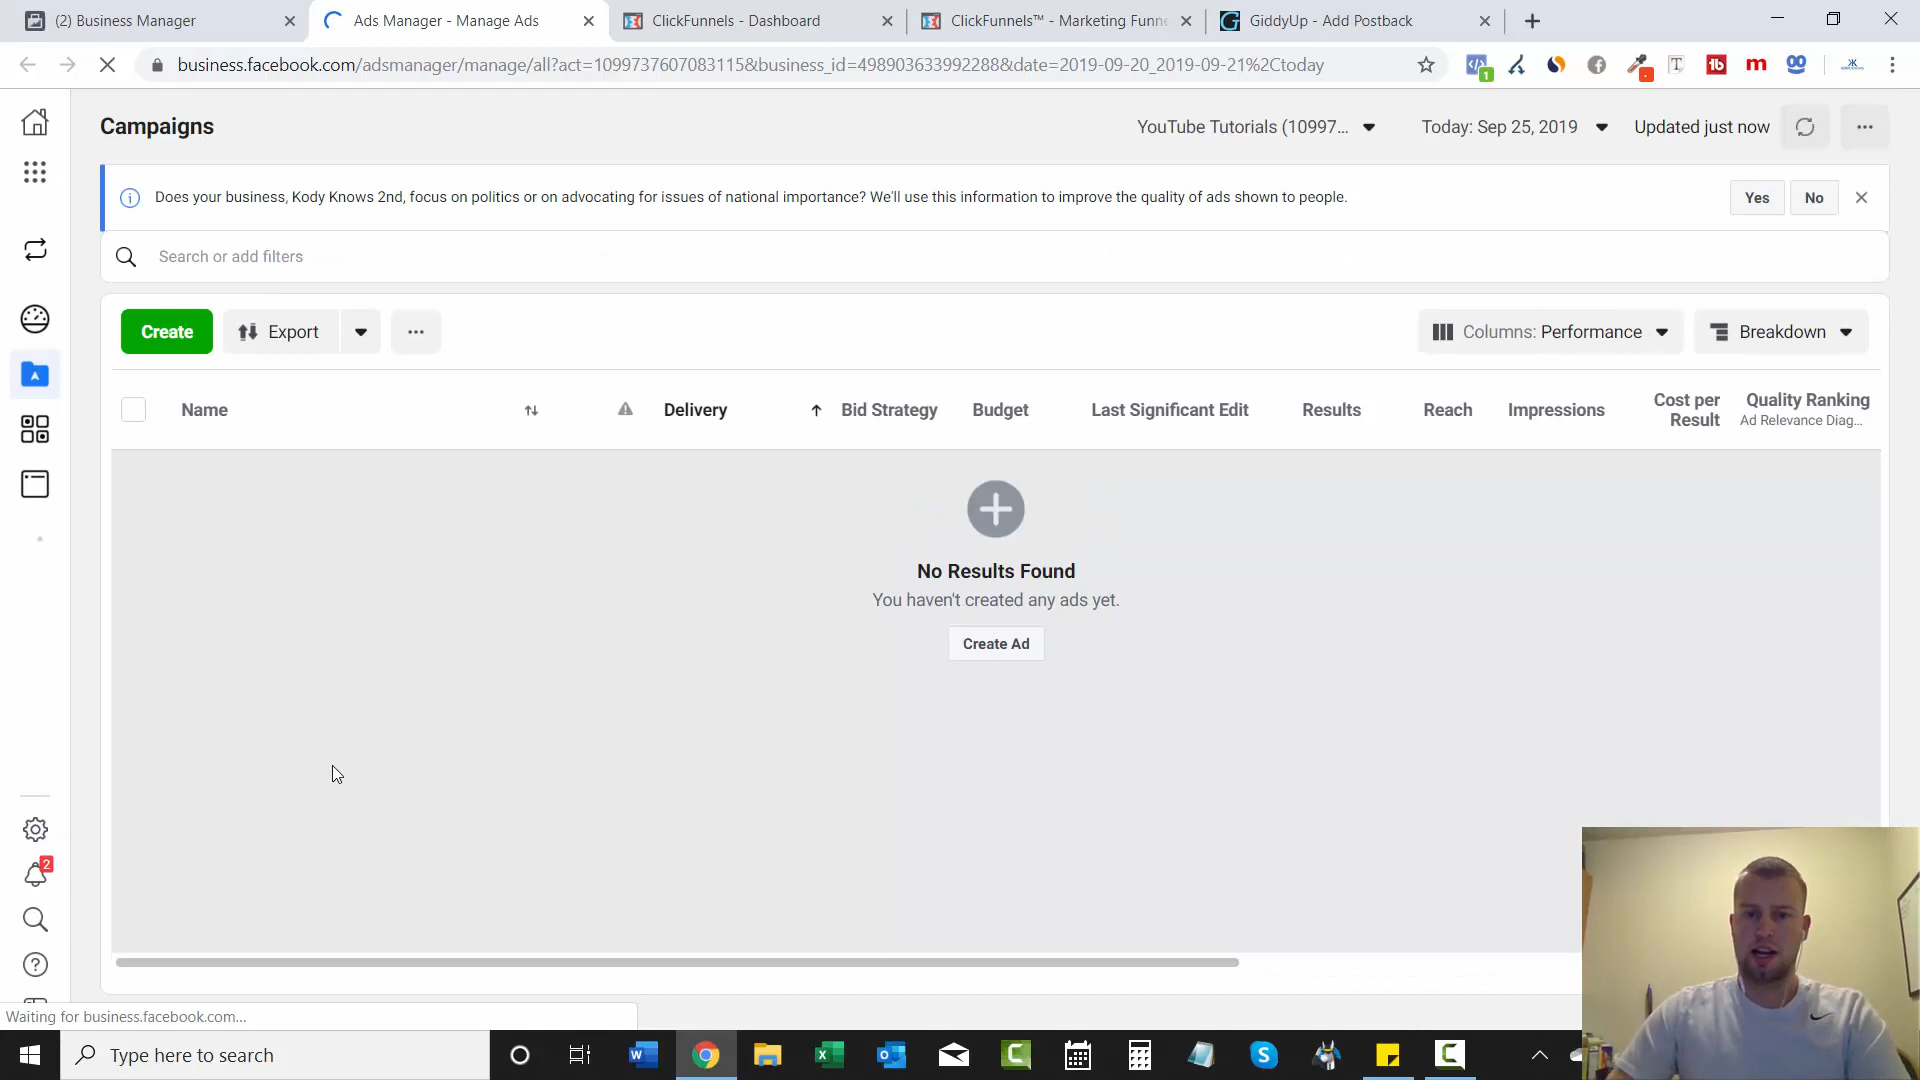 (2) Business Manager
Ads Manager - Manage Ads
ClickFunnels - Dashboard
ClickFunnels™ - Marketing Funne
GiddyUp - Add Postback
business.facebook.com/adsmanager/manage/all?act=1099737607083115&business_id=498903633992288&date=2019-09-20_2019-09-21%2Ctoday
Campaigns
YouTube Tutorials (10997...
Today: Sep 25, 2019
Updated just now
Does your business, Kody Knows 2nd, focus on politics or on advocating for issues of national importance? We'll use this information to improve the quality of ads shown to people.
Yes
No
Search or add filters
Create
Export
Columns: Performance
Breakdown
Name
Delivery
Bid Strategy
Budget
Last Significant Edit
Results
Reach
Impressions
Cost per
Result
Quality Ranking
Ad Relevance Diag...
No Results Found
You haven't created any ads yet.
Create Ad
2
Waiting for business.facebook.com...
Type here to search